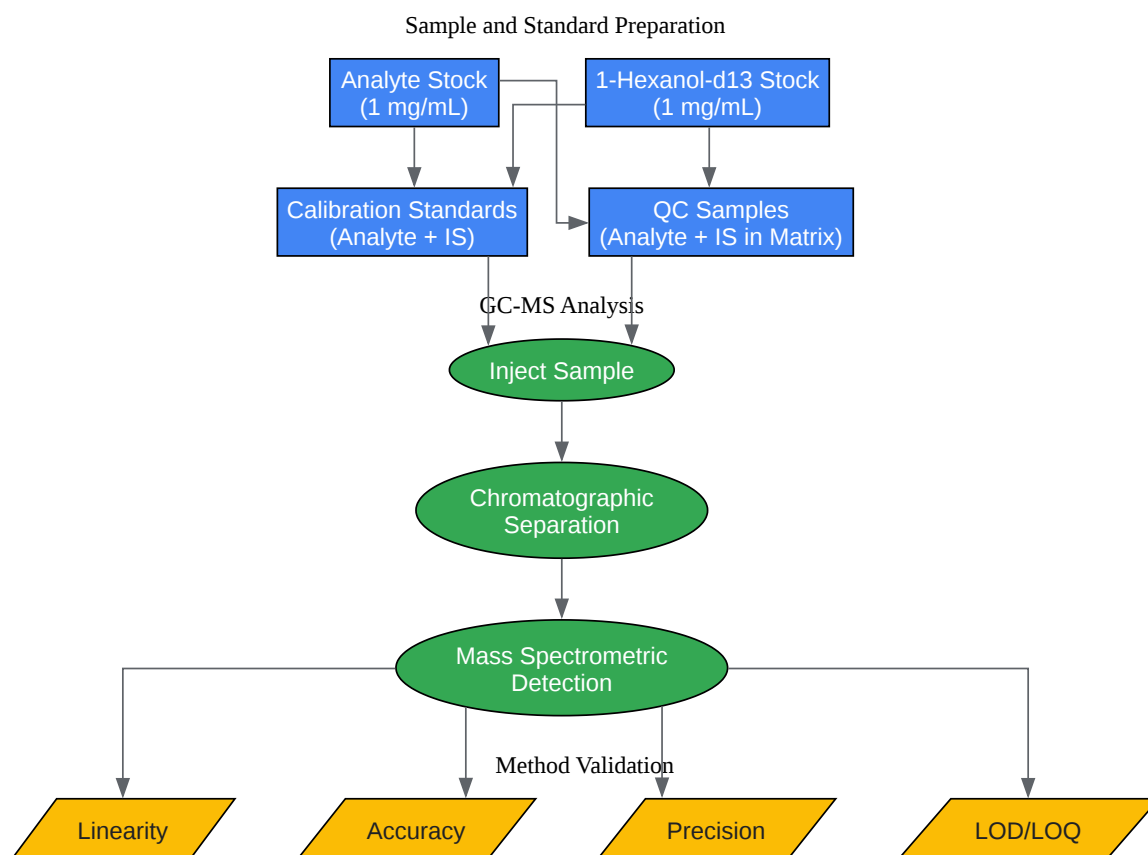 Sample and Standard Preparation
Analyte Stock
(1 mg/mL)
1-Hexanol-d13 Stock
(1 mg/mL)
Calibration Standards
(Analyte + IS)
QC Samples
(Analyte + IS in Matrix)
GC-MS Analysis
Inject Sample
Chromatographic
Separation
Mass Spectrometric
Detection
Method Validation
Linearity
Accuracy
Precision
LOD/LOQ